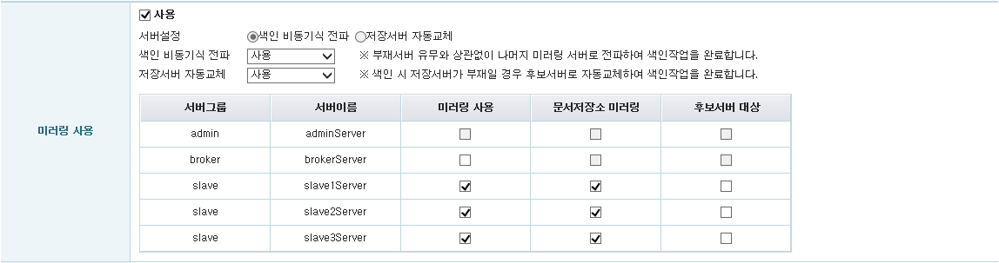 사용
서버설정 색인 비동기식 전파 저장서버 자동교체
색인 비동기식 전파 사용 ※ 부재서버 유무와 상관없이 나머지 미러링 서버로 전파하여 색인작업을 완료합니다.
저장서버 자동교체 사용 ※ 색인 시 저장서버가 부재일 경우 후보서버로 자동교체하여 색인작업을 완료합니다.
미러링 사용
서버그룹 서버이름 미러링 사용 문서저장소 미러링 후보서버 대상
admin adminServer
broker brokerServer
slave slave1Server
slave slave2Server
slave slave3Server